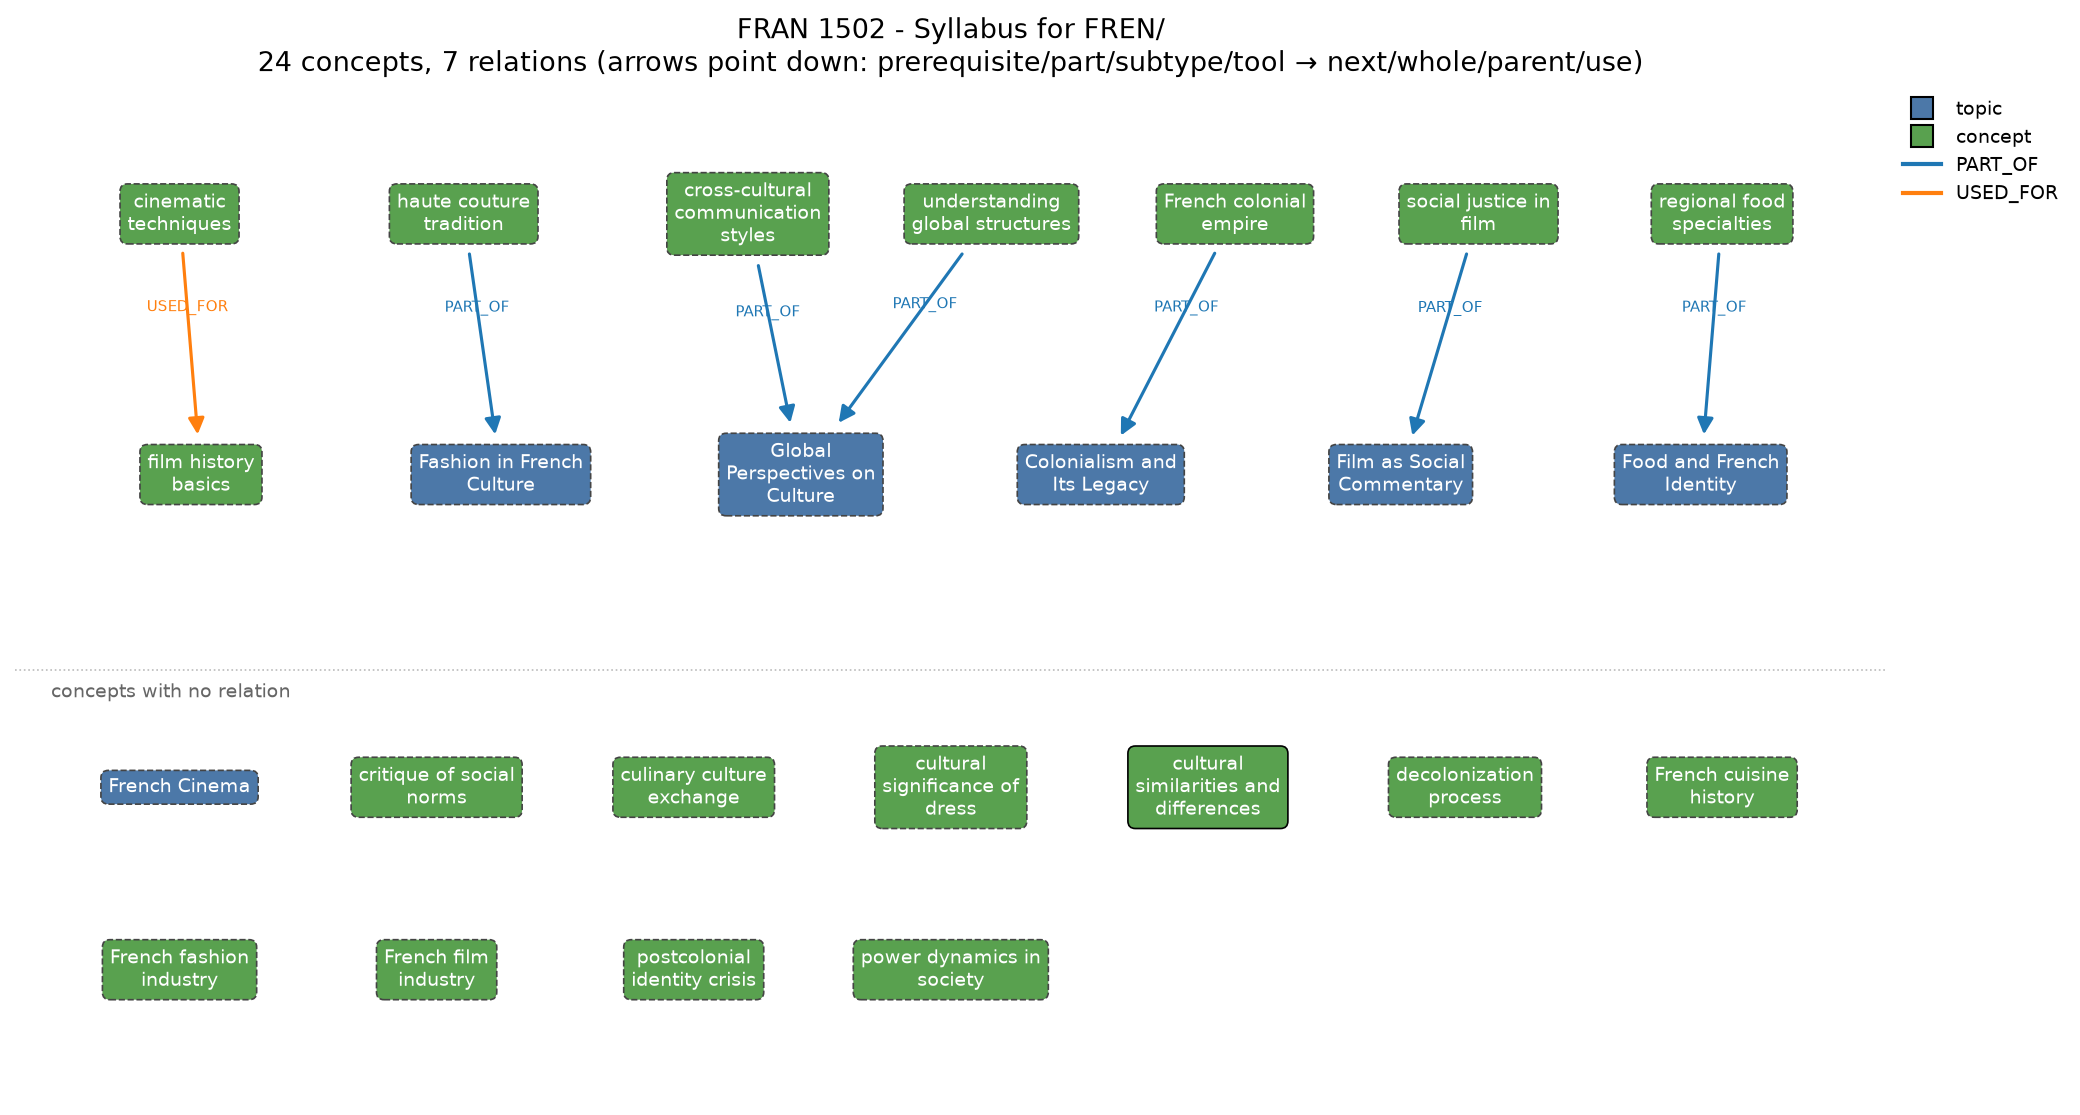 FRAN 1502 - Syllabus for FREN/
24 concepts, 7 relations (arrows point down: prerequisite/part/subtype/tool → next/whole/parent/use)
topic
concept
PART_OF
USED_FOR
cinematic
techniques
haute couture
tradition
cross-cultural
communication
styles
understanding
global structures
French colonial
empire
social justice in
film
regional food
specialties
USED_FOR
PART_OF
PART_OF
PART_OF
PART_OF
PART_OF
PART_OF
film history
basics
Fashion in French
Culture
Global
Perspectives on
Culture
Colonialism and
Its Legacy
Film as Social
Commentary
Food and French
Identity
concepts with no relation
French Cinema
critique of social
norms
culinary culture
exchange
cultural
significance of
dress
cultural
similarities and
differences
decolonization
process
French cuisine
history
French fashion
industry
French film
industry
postcolonial
identity crisis
power dynamics in
society